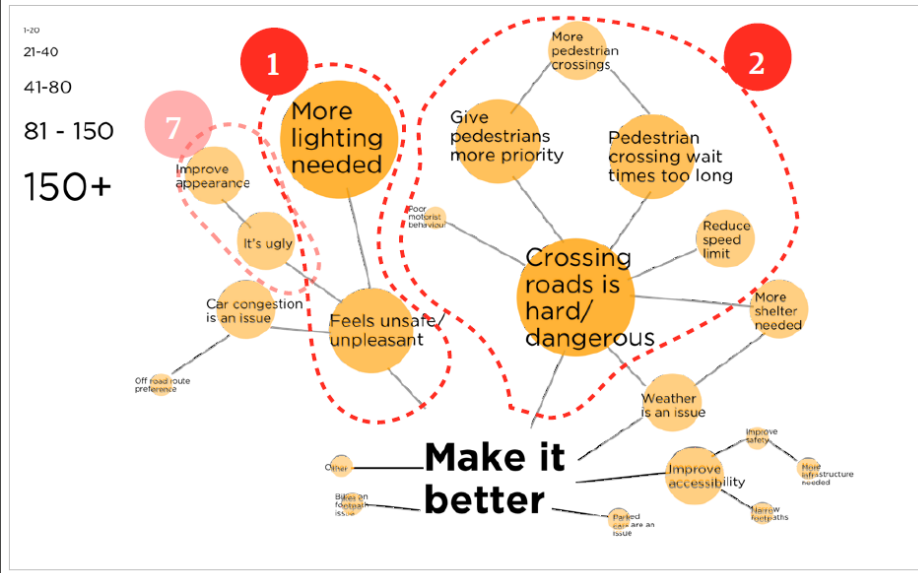 1-20
21-40
41-80
81 - 150
150+
7
1
2
More
lighting
needed
Improve
appearance
It's ugly
Car congestion
is an issue
Off road route
preference
Feels unsafe/
unpleasant
More
pedestrian
crossings
Give
pedestrians
more priority
Pedestrian
crossing wait
times too long
Poor
motorist
behaviour
Reduce
speed
limit
Crossing
roads is
hard/
dangerous
More
shelter
needed
Weather
is an issue
Make it
better
Other
Bikes on
footpath
issue
Parked
cars are an
issue
Improve
accessibility
Improve
safety
More
infrastructure
needed
Narrow
footpaths